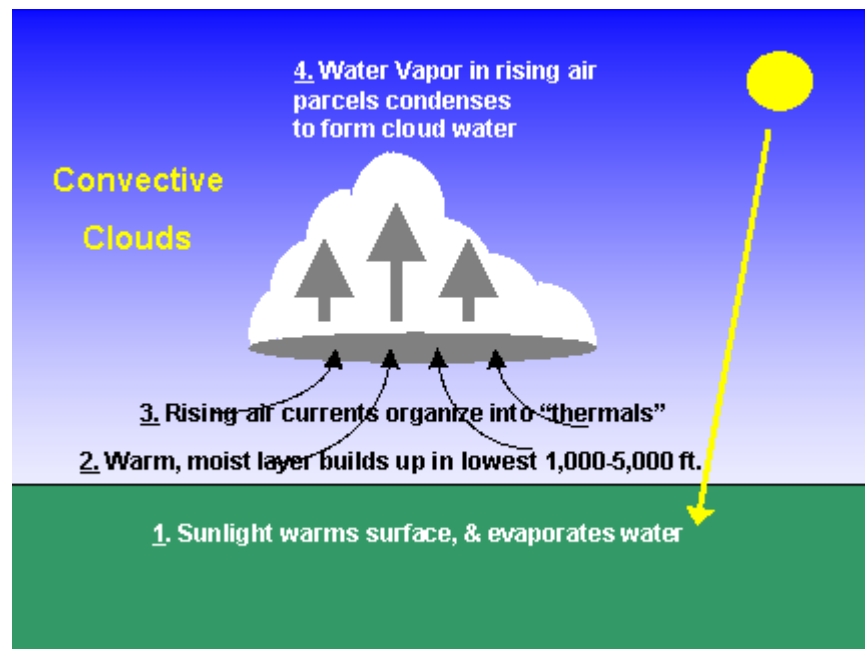 4. Water Vapor in rising air
parcels condenses
to form cloud water
Convective
Clouds
3. Rising air currents organize into “thermals”
2. Warm, moist layer builds up in lowest 1,000-5,000 ft.
1. Sunlight warms surface, & evaporates water